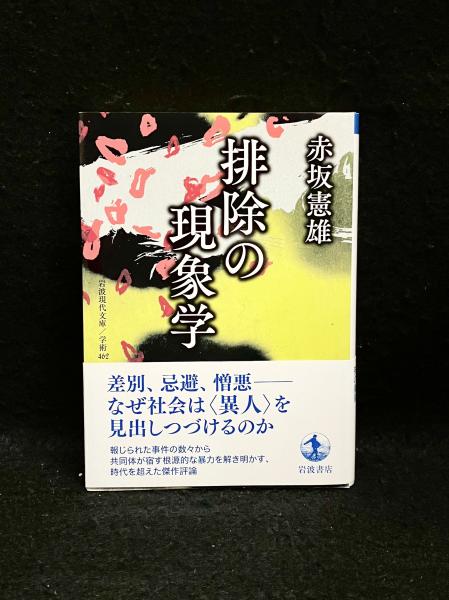 赤坂憲雄
排除の
現象学
岩波現代文庫／学術
462
差別、忌避、憎悪――
なぜ社会は〈異人〉を
見出しつづけるのか
報じられた事件の数々から
共同体が宿す根源的な暴力を解き明かす、
時代を超えた傑作評論
岩波書店